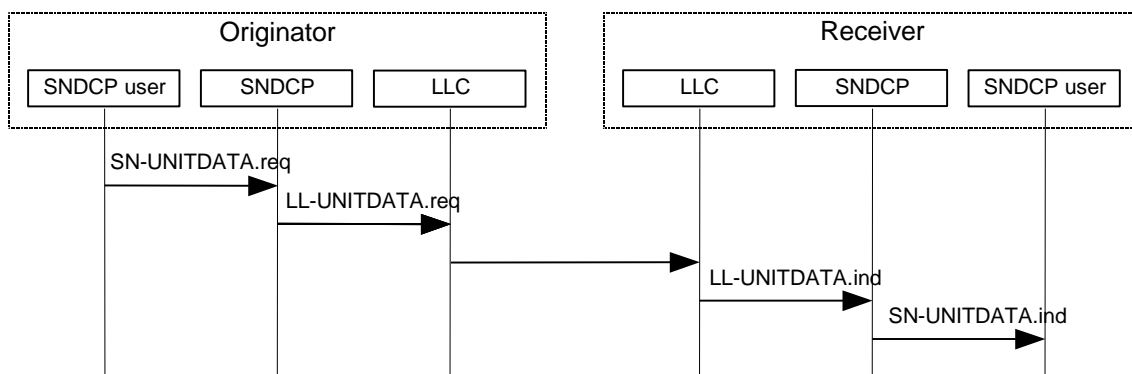 Originator
Receiver
SNDCP user
SNDCP
LLC
LLC
SNDCP
SNDCP user
SN-UNITDATA.req
LL-UNITDATA.req
LL-UNITDATA.ind
SN-UNITDATA.ind